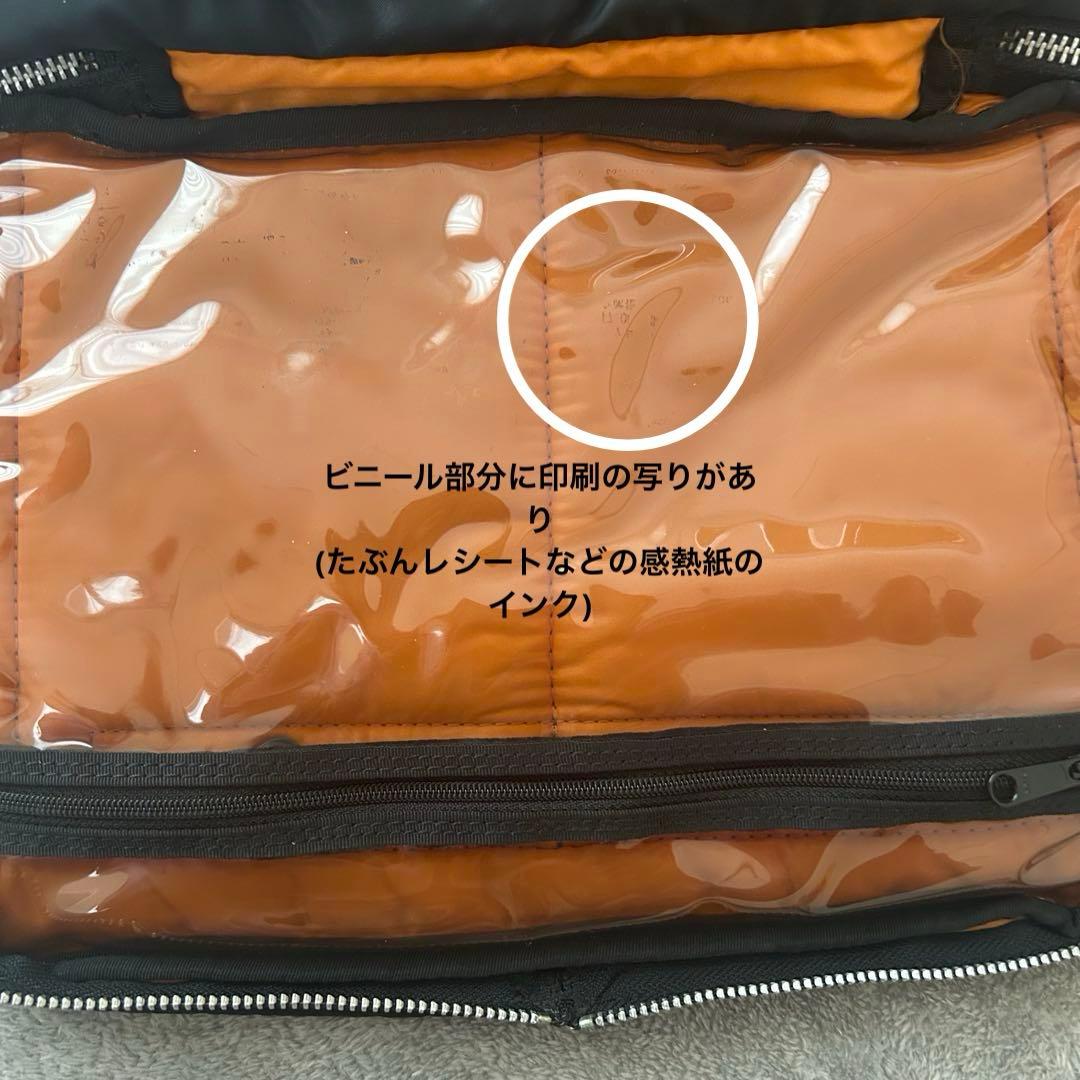 ビニール部分に印刷の写りがあ
り
(たぶんレシートなどの感熱紙の
インク)